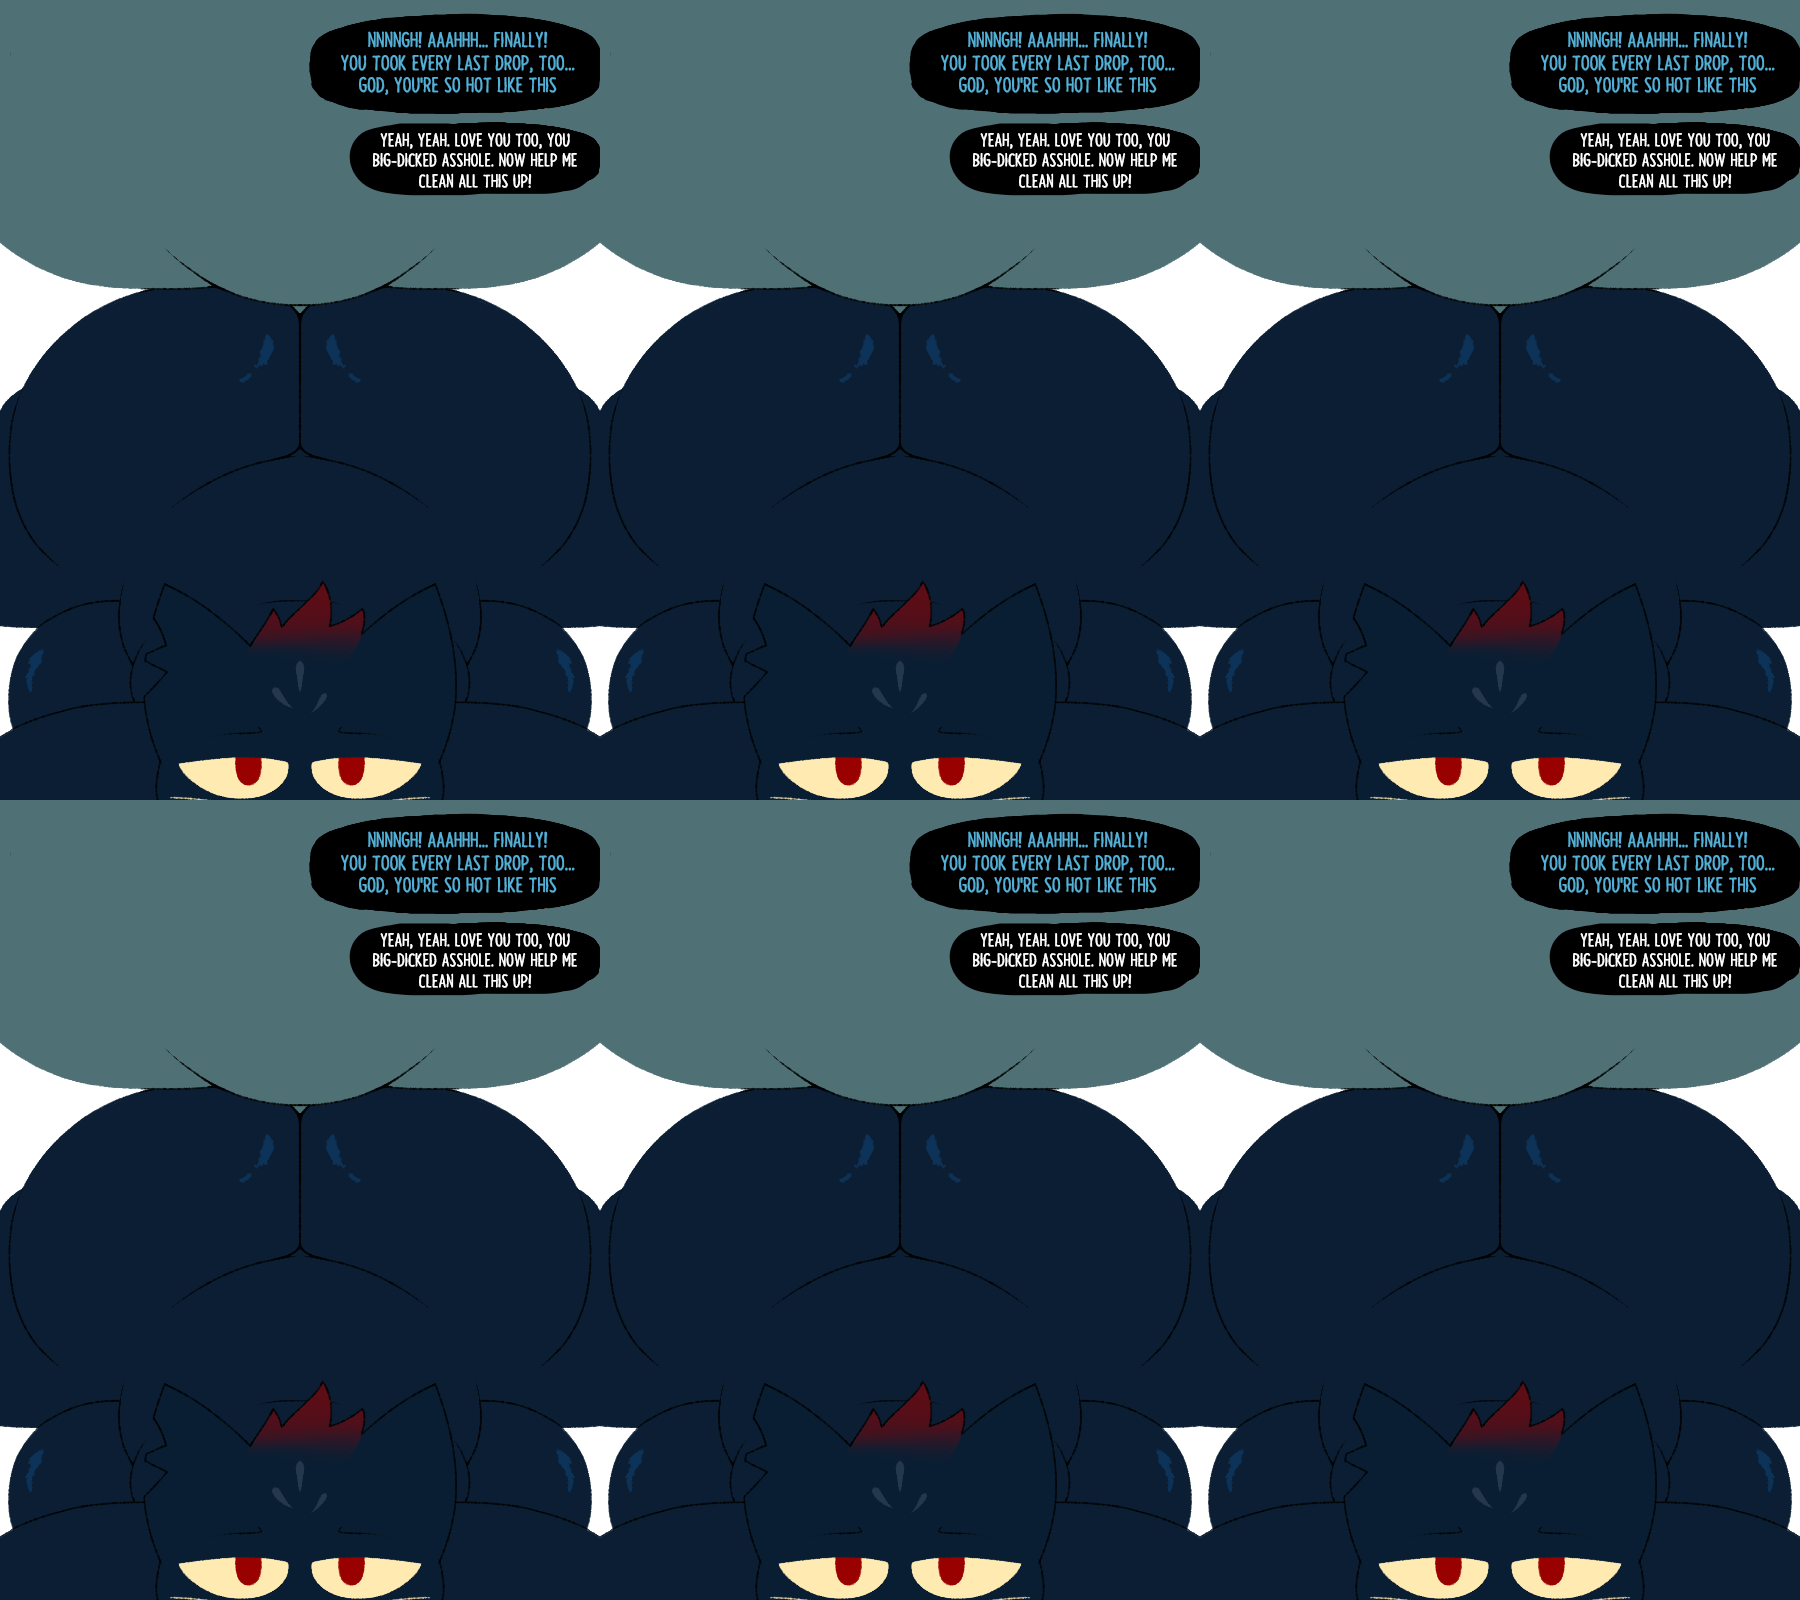 NNNNGH! AAAHHH... FINALLY!
YOU TOOK EVERY LAST DROP, TOO...
GOD, YOU'RE SO HOT LIKE THIS
YEAH, YEAH. LOVE YOU TOO, YOU
BIG-DICKED ASSHOLE. NOW HELP ME
CLEAN ALL THIS UP!
NNNNGH! AAAHHH... FINALLY!
YOU TOOK EVERY LAST DROP, TOO...
GOD, YOU'RE SO HOT LIKE THIS
YEAH, YEAH. LOVE YOU TOO, YOU
BIG-DICKED ASSHOLE. NOW HELP ME
CLEAN ALL THIS UP!
NNNNGH! AAAHHH... FINALLY!
YOU TOOK EVERY LAST DROP, TOO...
GOD, YOU'RE SO HOT LIKE THIS
YEAH, YEAH. LOVE YOU TOO, YOU
BIG-DICKED ASSHOLE. NOW HELP ME
CLEAN ALL THIS UP!
NNNNGH! AAAHHH... FINALLY!
YOU TOOK EVERY LAST DROP, TOO...
GOD, YOU'RE SO HOT LIKE THIS
YEAH, YEAH. LOVE YOU TOO, YOU
BIG-DICKED ASSHOLE. NOW HELP ME
CLEAN ALL THIS UP!
NNNNGH! AAAHHH... FINALLY!
YOU TOOK EVERY LAST DROP, TOO...
GOD, YOU'RE SO HOT LIKE THIS
YEAH, YEAH. LOVE YOU TOO, YOU
BIG-DICKED ASSHOLE. NOW HELP ME
CLEAN ALL THIS UP!
NNNNGH! AAAHHH... FINALLY!
YOU TOOK EVERY LAST DROP, TOO...
GOD, YOU'RE SO HOT LIKE THIS
YEAH, YEAH. LOVE YOU TOO, YOU
BIG-DICKED ASSHOLE. NOW HELP ME
CLEAN ALL THIS UP!